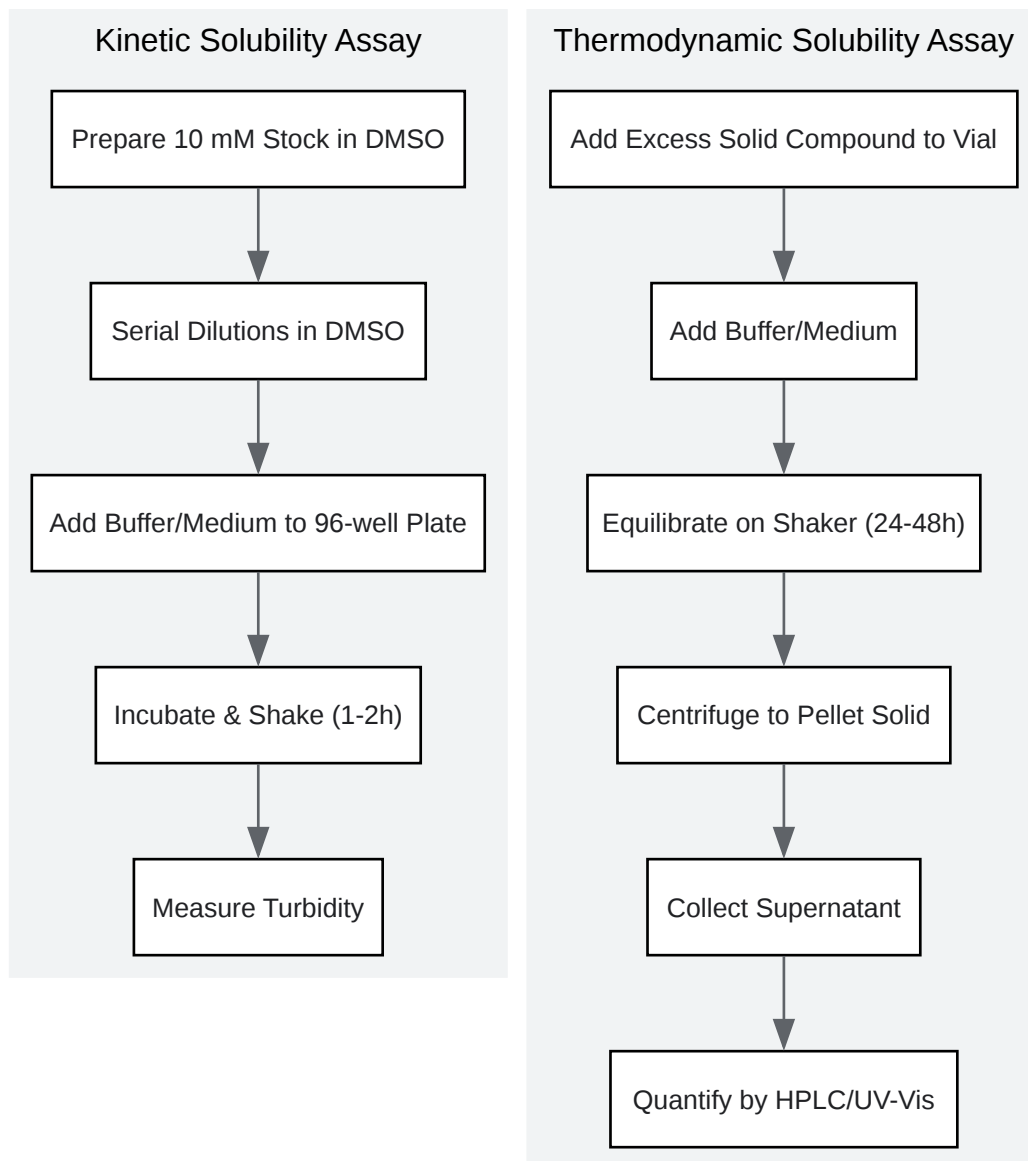 Kinetic Solubility Assay
Prepare 10 mM Stock in DMSO
Serial Dilutions in DMSO
Add Buffer/Medium to 96-well Plate
Incubate & Shake (1-2h)
Measure Turbidity
Thermodynamic Solubility Assay
Add Excess Solid Compound to Vial
Add Buffer/Medium
Equilibrate on Shaker (24-48h)
Centrifuge to Pellet Solid
Collect Supernatant
Quantify by HPLC/UV-Vis